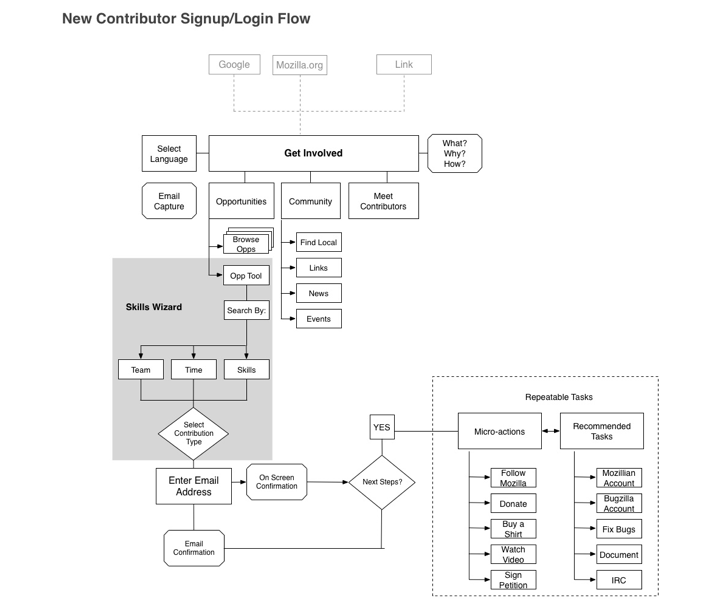 New Contributor Signup/Login Flow
Google
Mozilla.org
Link
Select
Language
Get Involved
What?
Why?
How?
Email
Capture
Opportunities
Community
Meet
Contributors
Browse
Opps
Find Local
Opp Tool
Links
Skills Wizard
Search By:
News
Events
Team
Time
Skills
Select
Contribution
Type
Repeatable Tasks
YES
Micro-actions
Recommended
Tasks
Enter Email
Address
On Screen
Confirmation
Next Steps?
Follow
Mozilla
Mozillian
Account
Donate
Bugzilla
Account
Buy a
Shirt
Fix Bugs
Email
Confirmation
Watch
Video
Document
Sign
Petition
IRC